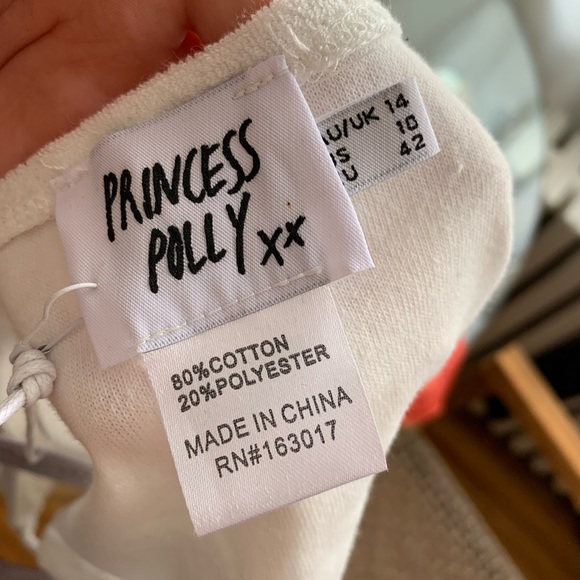 PRINCESS
POLLY xx
AU/UK 14
US 10
EU 42
80%COTTON
20%POLYESTER
MADE IN CHINA
RN#163017